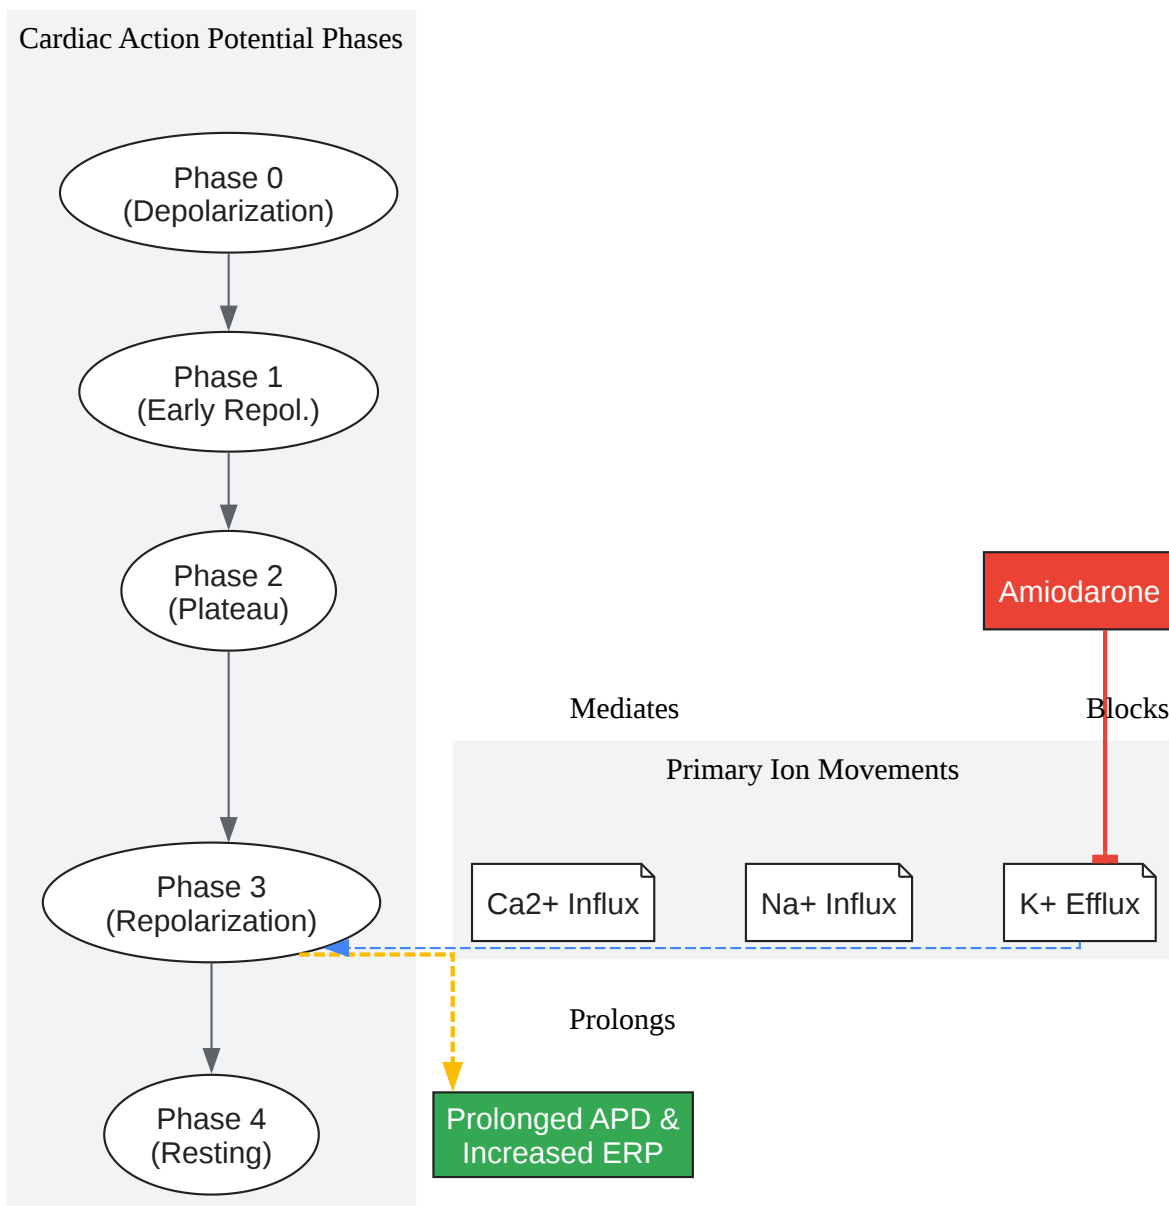 Cardiac Action Potential Phases
Phase 0
(Depolarization)
Phase 1
(Early Repol.)
Phase 2
(Plateau)
Amiodarone
Mediates
Blocks
Primary Ion Movements
Phase 3
(Repolarization)
Ca2+ Influx
Na+ Influx
K+ Efflux
Prolongs
Phase 4
(Resting)
Prolonged APD &
Increased ERP